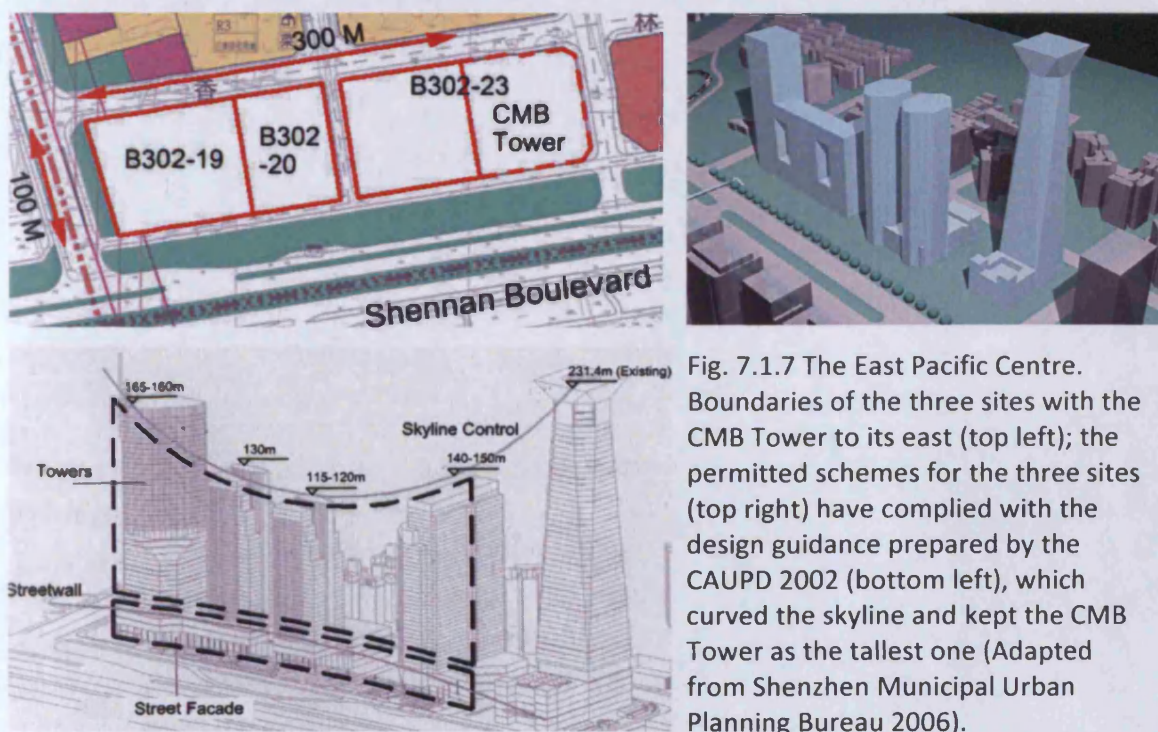 R3
香
300 M
林
B302-19
B302
-20
B302-23
CMB
Tower
100 M
Shennan Boulevard
165-160m
130m
115-120m
Skyline Control
140-150m
231.4m (Existing)
Towers
Streetwall
Street Facade
Fig. 7.1.7 The East Pacific Centre.
Boundaries of the three sites with the
CMB Tower to its east (top left); the
permitted schemes for the three sites
(top right) have complied with the
design guidance prepared by the
CAUPD 2002 (bottom left), which
curved the skyline and kept the CMB
Tower as the tallest one (Adapted
from Shenzhen Municipal Urban
Planning Bureau 2006).